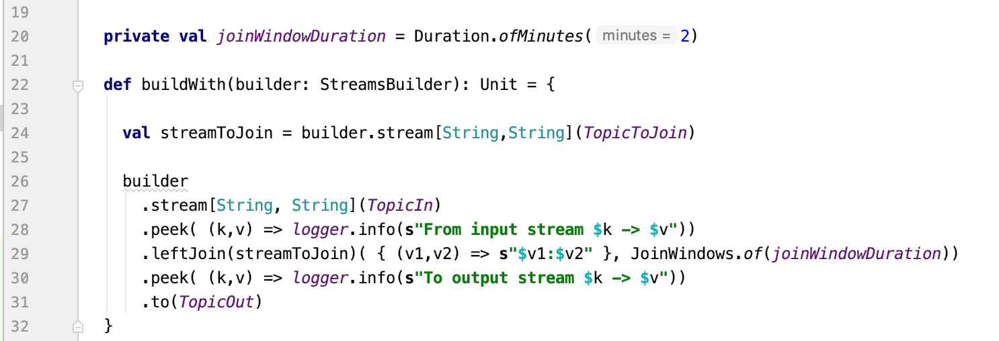 19
20 private val joinWindowDuration = Duration.ofMinutes( minutes = 2)
21
22 def buildWith(builder: StreamsBuilder): Unit = {
23
24 val streamToJoin = builder.stream[String,String](TopicToJoin)
25
26 builder
27 .stream[String, String](TopicIn)
28 .peek( (k,v) => logger.info(s"From input stream $k -> $v"))
29 .leftJoin(streamToJoin)( { (v1,v2) => s"$v1:$v2" }, JoinWindows.of(joinWindowDuration))
30 .peek( (k,v) => logger.info(s"To output stream $k -> $v"))
31 .to(TopicOut)
32 }